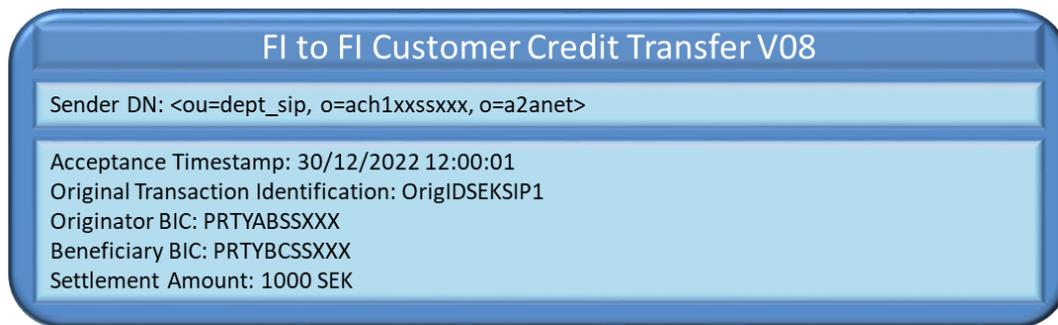 FI to FI Customer Credit Transfer V08
Sender DN: <ou=dept_sip, o=ach1xxssxxx, o=a2anet>
Acceptance Timestamp: 30/12/2022 12:00:01
Original Transaction Identification: OrigIDSEKSIP1
Originator BIC: PRTYABSSXXX
Beneficiary BIC: PRTYBCSSXXX
Settlement Amount: 1000 SEK